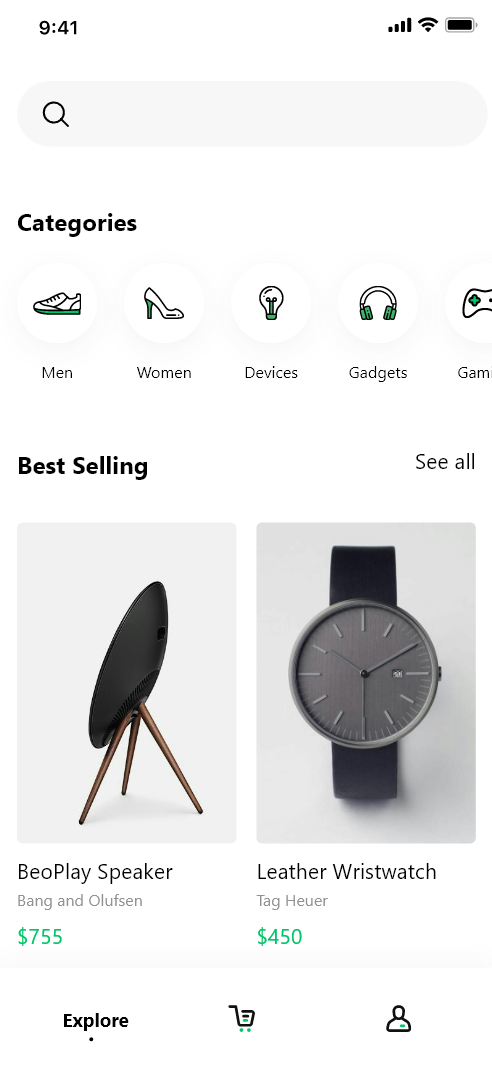 9:41
Categories
Men
Women
Devices
Gadgets
Gami
Best Selling
See all
BeoPlay Speaker
Bang and Olufsen
$755
Leather Wristwatch
Tag Heuer
$450
Explore